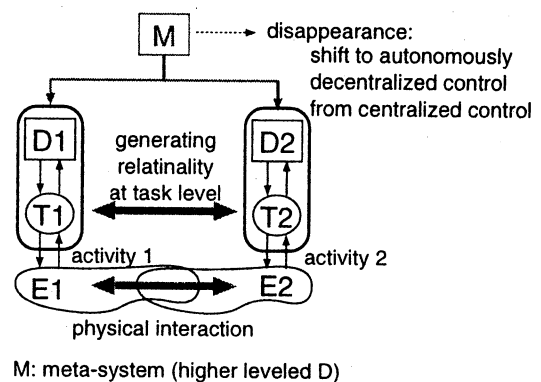 M
disappearance:
shift to autonomously
decentralized control
from centralized control
D1
D2
generating
relatinality
at task level
T1
T2
activity 1
activity 2
E1
E2
physical interaction
M: meta-system (higher leveled D)